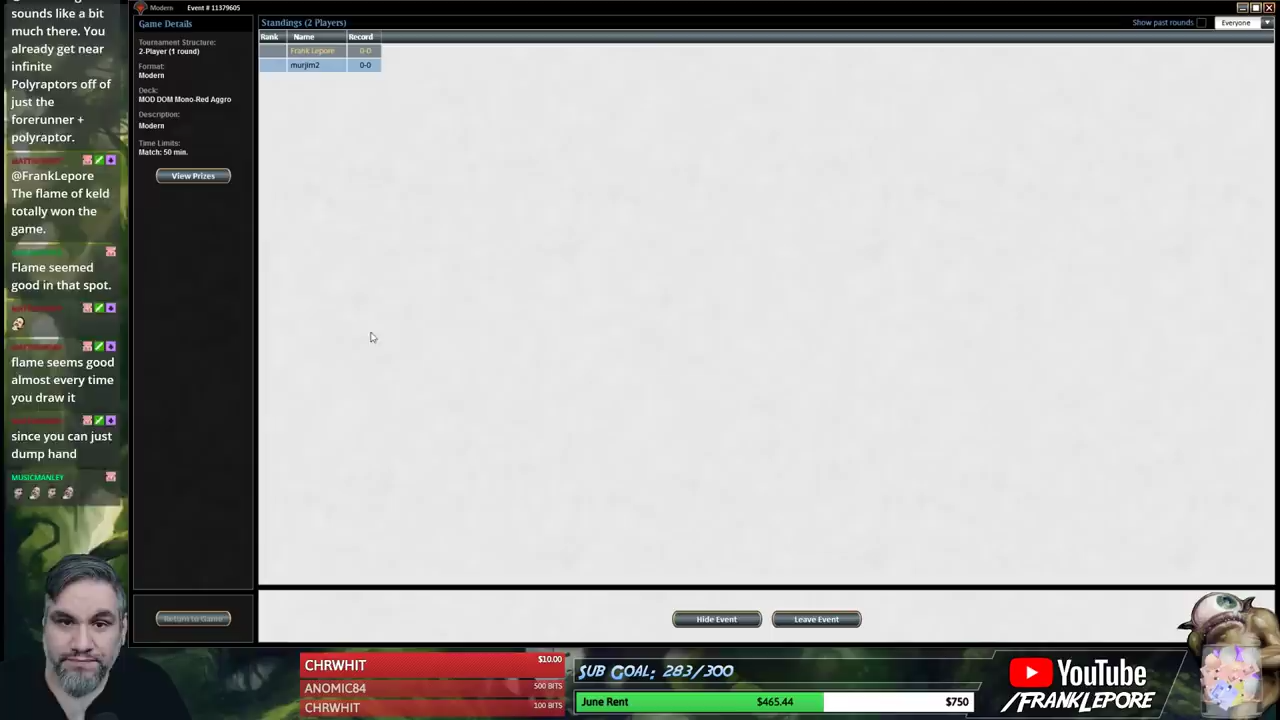 sounds like a bit
much there. You
already get near
infinite
Polyraptors off of
just the
forerunner +
polyraptor.
@FrankLepore
The flame of keld
totally won the
game.
Flame seemed
good in that spot.
flame seems good
almost every time
you draw it
since you can just
dump hand
MUSICMANLEY
Modern Event # 11379605
Game Details
Tournament Structure:
2-Player (1 round)
Format:
Modern
Deck:
MOD DOM Mono-Red Aggro
Description:
Modern
Time Limits:
Match: 50 min.
View Prizes
Return to Game
Standings (2 Players)
Show past rounds
Everyone
Rank Name Record
Frank Lepore 0-0
murjim2 0-0
Hide Event
Leave Event
CHRWHIT $10.00
ANOMIC84 500 BITS
CHRWHIT 100 BITS
SUB GOAL: 283/300
June Rent $465.44 $750
YouTube
/FRANKLEPORE